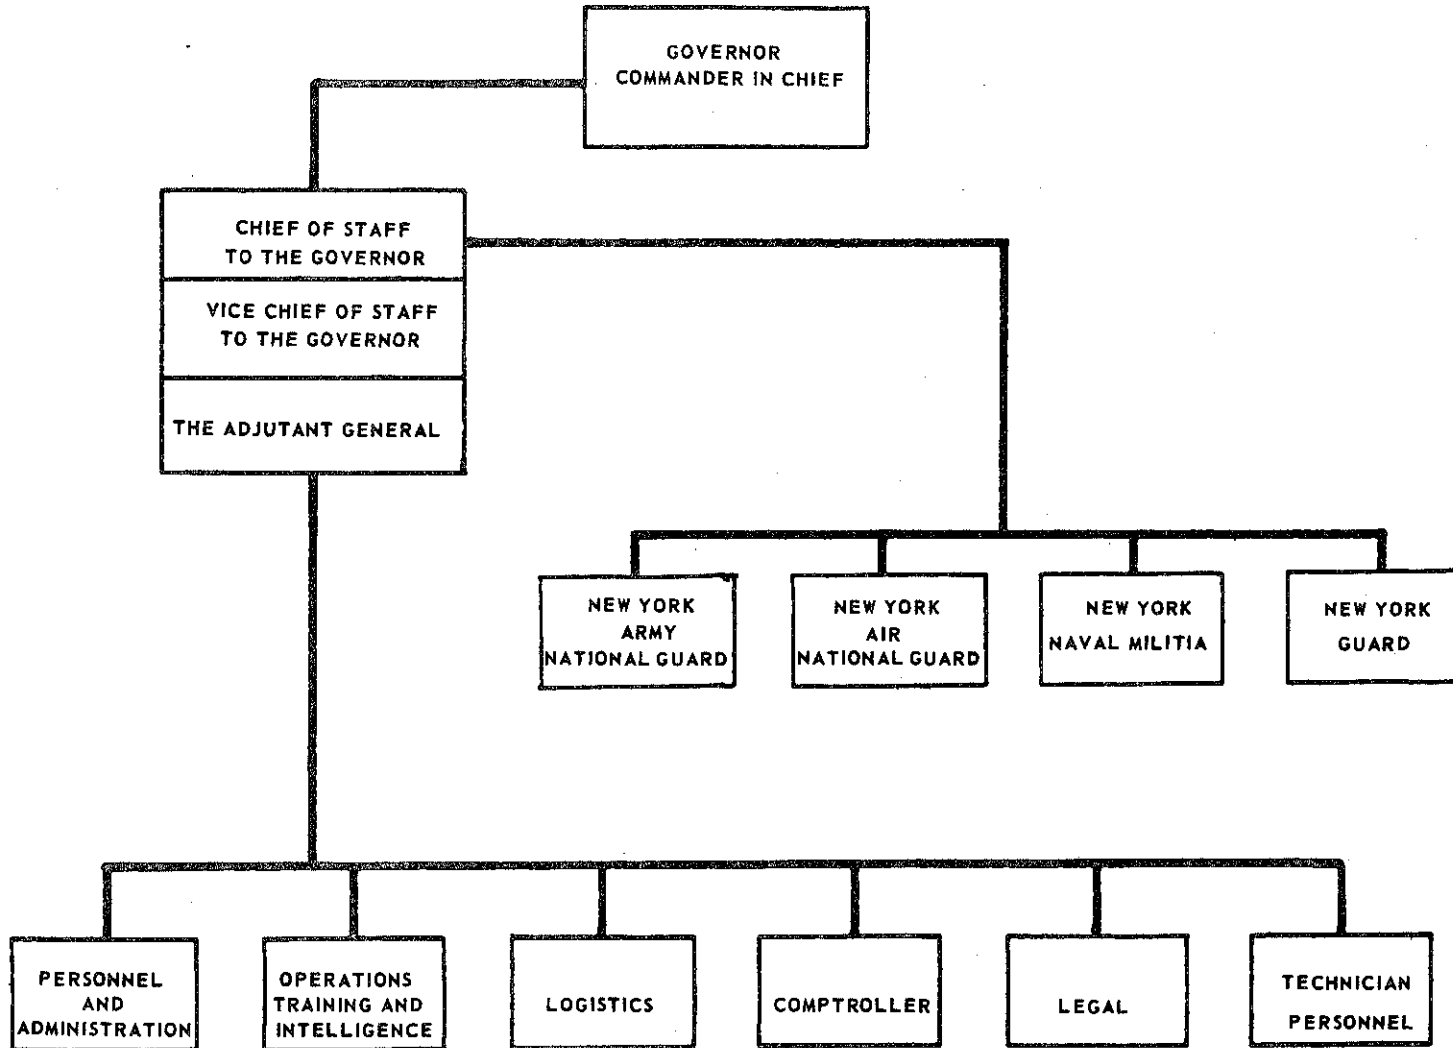 GOVERNOR
COMMANDER IN CHIEF
CHIEF OF STAFF
TO THE GOVERNOR
VICE CHIEF OF STAFF
TO THE GOVERNOR
THE ADJUTANT GENERAL
NEW YORK
ARMY
NATIONAL GUARD
NEW YORK
AIR
NATIONAL GUARD
NEW YORK
NAVAL MILITIA
NEW YORK
GUARD
PERSONNEL
AND
ADMINISTRATION
OPERATIONS
TRAINING AND
INTELLIGENCE
LOGISTICS
COMPTROLLER
LEGAL
TECHNICIAN
PERSONNEL